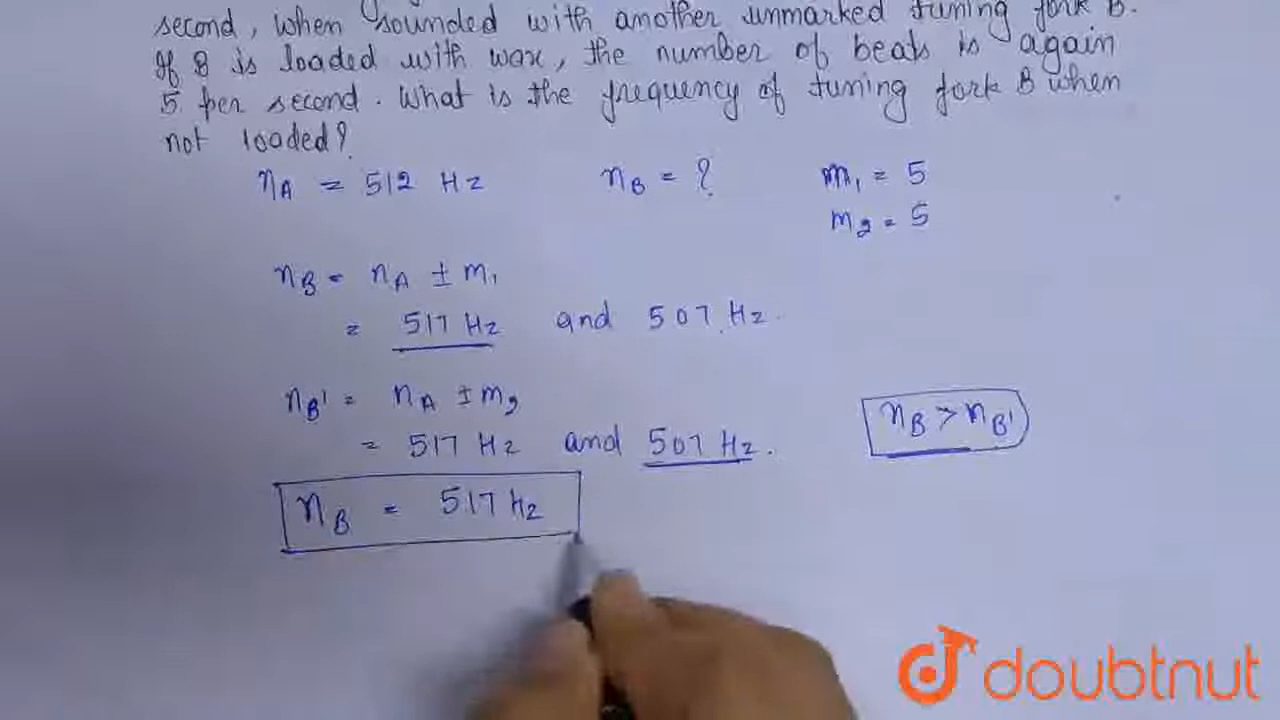 second, when sounded with another unmarked tuning fork B.
If B is loaded with wax, the number of beats is again
5 per second. What is the frequency of tuning fork B when
not loaded?
nA = 512 Hz nB = ? m1 = 5
m2 = 5
nB = nA ± m1
= 517 Hz and 507 Hz.
nB' = nA ± m2
= 517 Hz and 507 Hz.
nB > nB'
nB = 517 Hz
doubtnut